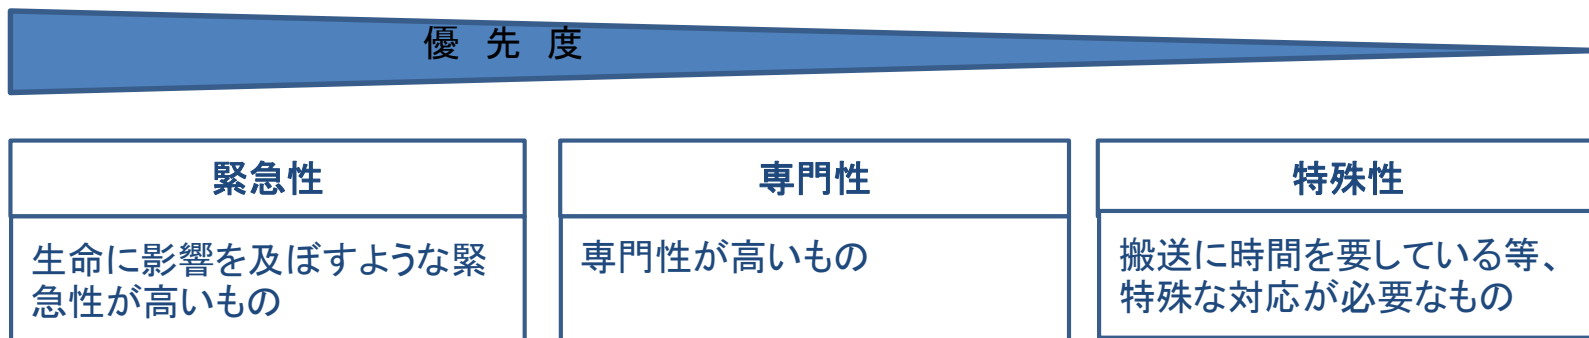 優先度
緊急性
生命に影響を及ぼすような緊
急性が高いもの
専門性
専門性が高いもの
特殊性
搬送に時間を要している等、
特殊な対応が必要なもの